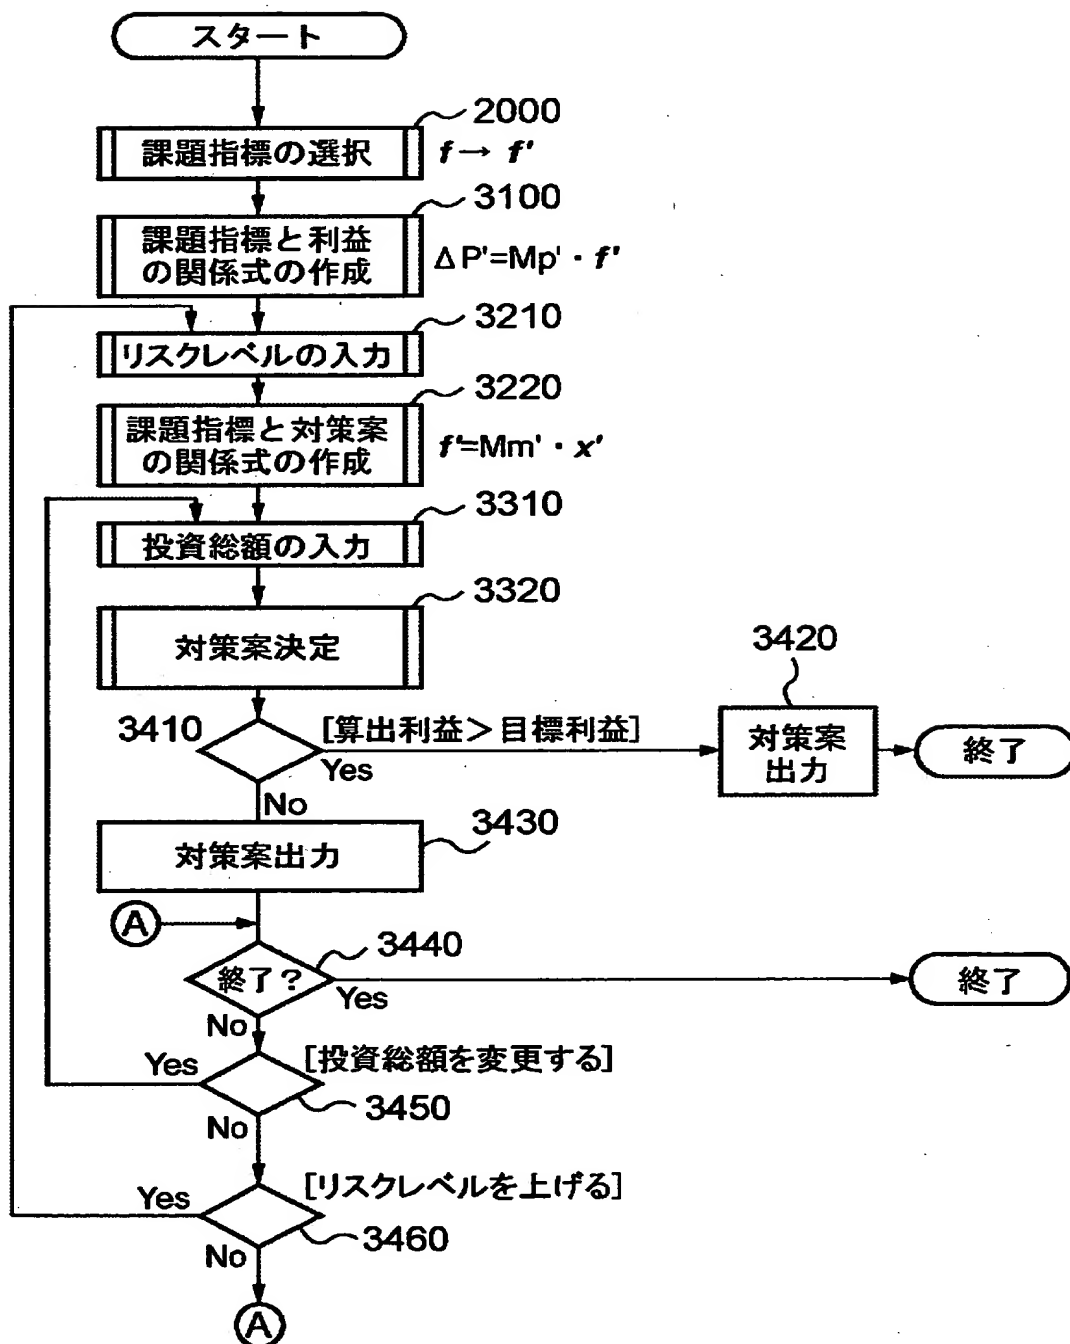 スタート
2000
課題指標の選択
f→ f'
3100
課題指標と利益
の関係式の作成
ΔP'=Mp'・f'
3210
リスクレベルの入力
3220
課題指標と対策案
の関係式の作成
f'=Mm'・x'
3310
投資総額の入力
3320
対策案決定
3410
[算出利益>目標利益]
Yes
No
3420
対策案
出力
終了
3430
対策案出力
A
3440
終了?
Yes
終了
No
[投資総額を変更する]
Yes
3450
No
[リスクレベルを上げる]
Yes
3460
No
A